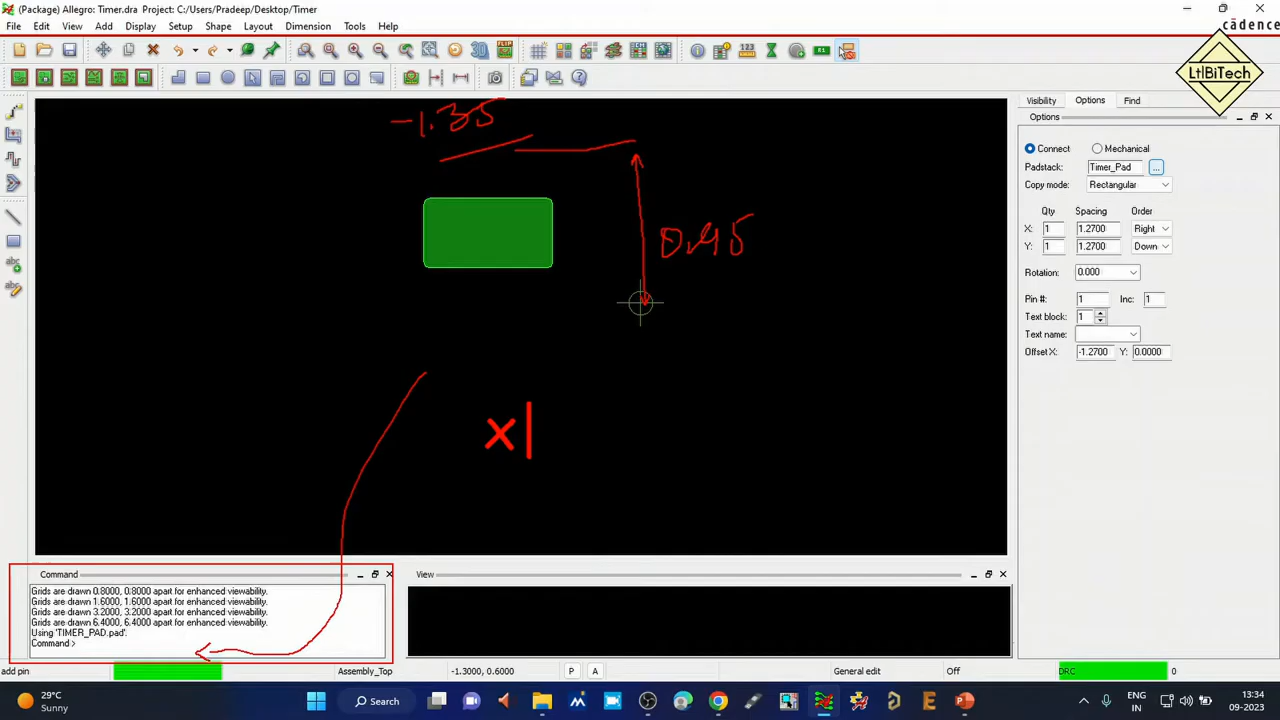 (Package) Allegro: Timer.dra Project: C:/Users/Pradeep/Desktop/Timer
File Edit View Add Display Setup Shape Layout Dimension Tools Help
cādence
LtlBiTech
3D
FLIP
123
R1
-1.35
0.45
x|
Visibility Options Find
Options
Connect Mechanical
Padstack: Timer_Pad ...
Copy mode: Rectangular
Qty Spacing Order
X: 1 1.2700 Right
Y: 1 1.2700 Down
Rotation: 0.000
Pin #: 1 Inc: 1
Text block: 1
Text name:
Offset X: -1.2700 Y: 0.0000
Command
Grids are drawn 0.8000, 0.8000 apart for enhanced viewability.
Grids are drawn 1.6000, 1.6000 apart for enhanced viewability.
Grids are drawn 3.2000, 3.2000 apart for enhanced viewability.
Grids are drawn 6.4000, 6.4000 apart for enhanced viewability.
Using 'TIMER_PAD.pad'.
Command >
View
add pin Assembly_Top -1.3000, 0.6000 P A General edit Off DRC 0
29°C
Sunny
Search
ENG
IN
13:34
09-2023